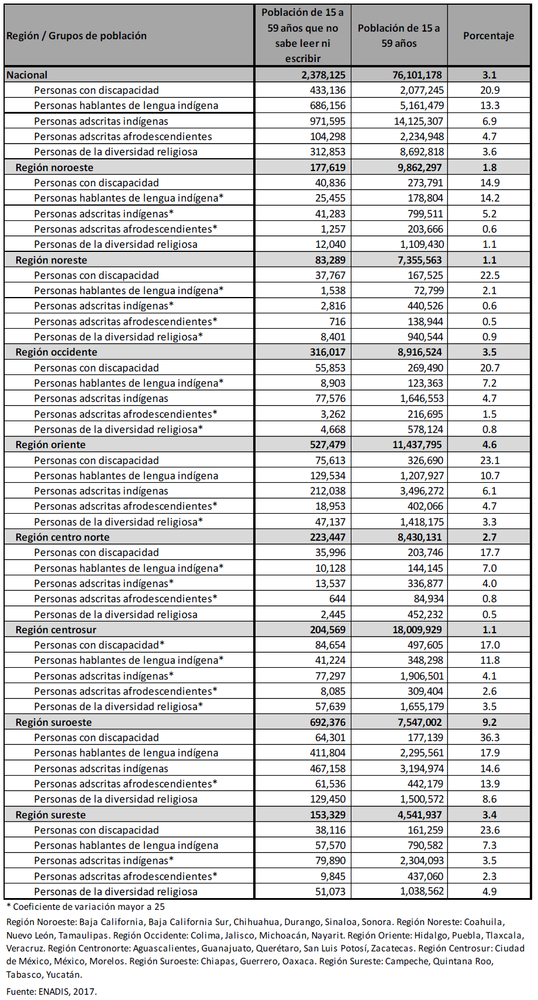 Región / Grupos de población | Población de 15 a 59 años que no sabe leer ni escribir | Población de 15 a 59 años | Porcentaje
Nacional 2,378,125 76,101,178 3.1
Personas con discapacidad 433,136 2,077,245 20.9
Personas hablantes de lengua indígena 686,156 5,161,479 13.3
Personas adscritas indígenas 971,595 14,125,307 6.9
Personas adscritas afrodescendientes 104,298 2,234,948 4.7
Personas de la diversidad religiosa 312,853 8,692,818 3.6
Región noroeste 177,619 9,862,297 1.8
Personas con discapacidad 40,836 273,791 14.9
Personas hablantes de lengua indígena* 25,455 178,804 14.2
Personas adscritas indígenas* 41,283 799,511 5.2
Personas adscritas afrodescendientes* 1,257 203,666 0.6
Personas de la diversidad religiosa 12,040 1,109,430 1.1
Región noreste 83,289 7,355,563 1.1
Personas con discapacidad 37,767 167,525 22.5
Personas hablantes de lengua indígena* 1,538 72,799 2.1
Personas adscritas indígenas* 2,816 440,526 0.6
Personas adscritas afrodescendientes* 716 138,944 0.5
Personas de la diversidad religiosa* 8,401 940,544 0.9
Región occidente 316,017 8,916,524 3.5
Personas con discapacidad 55,853 269,490 20.7
Personas hablantes de lengua indígena* 8,903 123,363 7.2
Personas adscritas indígenas 77,576 1,646,553 4.7
Personas adscritas afrodescendientes* 3,262 216,695 1.5
Personas de la diversidad religiosa* 4,668 578,124 0.8
Región oriente 527,479 11,437,795 4.6
Personas con discapacidad 75,613 326,690 23.1
Personas hablantes de lengua indígena 129,534 1,207,927 10.7
Personas adscritas indígenas 212,038 3,496,272 6.1
Personas adscritas afrodescendientes* 18,953 402,066 4.7
Personas de la diversidad religiosa* 47,137 1,418,175 3.3
Región centro norte 223,447 8,430,131 2.7
Personas con discapacidad 35,996 203,746 17.7
Personas hablantes de lengua indígena* 10,128 144,145 7.0
Personas adscritas indígenas* 13,537 336,877 4.0
Personas adscritas afrodescendientes* 644 84,934 0.8
Personas de la diversidad religiosa 2,445 452,232 0.5
Región centrosur 204,569 18,009,929 1.1
Personas con discapacidad* 84,654 497,605 17.0
Personas hablantes de lengua indígena* 41,224 348,298 11.8
Personas adscritas indígenas* 77,297 1,906,501 4.1
Personas adscritas afrodescendientes* 8,085 309,404 2.6
Personas de la diversidad religiosa* 57,639 1,655,179 3.5
Región suroeste 692,376 7,547,002 9.2
Personas con discapacidad 64,301 177,139 36.3
Personas hablantes de lengua indígena 411,804 2,295,561 17.9
Personas adscritas indígenas 467,158 3,194,974 14.6
Personas adscritas afrodescendientes* 61,536 442,179 13.9
Personas de la diversidad religiosa 129,450 1,500,572 8.6
Región sureste 153,329 4,541,937 3.4
Personas con discapacidad 38,116 161,259 23.6
Personas hablantes de lengua indígena 57,570 790,582 7.3
Personas adscritas indígenas* 79,890 2,304,093 3.5
Personas adscritas afrodescendientes* 9,845 437,060 2.3
Personas de la diversidad religiosa 51,073 1,038,562 4.9
* Coeficiente de variación mayor a 25
Región Noroeste: Baja California, Baja California Sur, Chihuahua, Durango, Sinaloa, Sonora. Región Noreste: Coahuila,
Nuevo León, Tamaulipas. Región Occidente: Colima, Jalisco, Michoacán, Nayarit. Región Oriente: Hidalgo, Puebla, Tlaxcala,
Veracruz. Región Centronorte: Aguascalientes, Guanajuato, Querétaro, San Luis Potosí, Zacatecas. Región Centrosur: Ciudad
de México, México, Morelos. Región Suroeste: Chiapas, Guerrero, Oaxaca. Región Sureste: Campeche, Quintana Roo,
Tabasco, Yucatán.
Fuente: ENADIS, 2017.